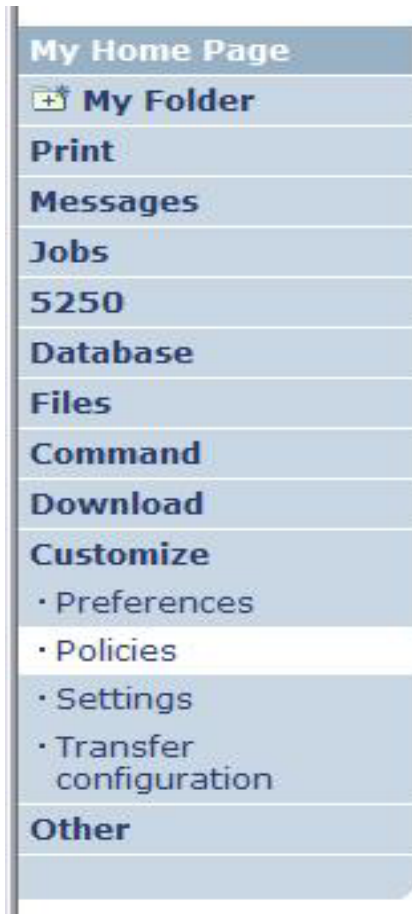 My Home Page
My Folder
Print
Messages
Jobs
5250
Database
Files
Command
Download
Customize
· Preferences
· Policies
· Settings
· Transfer
configuration
Other